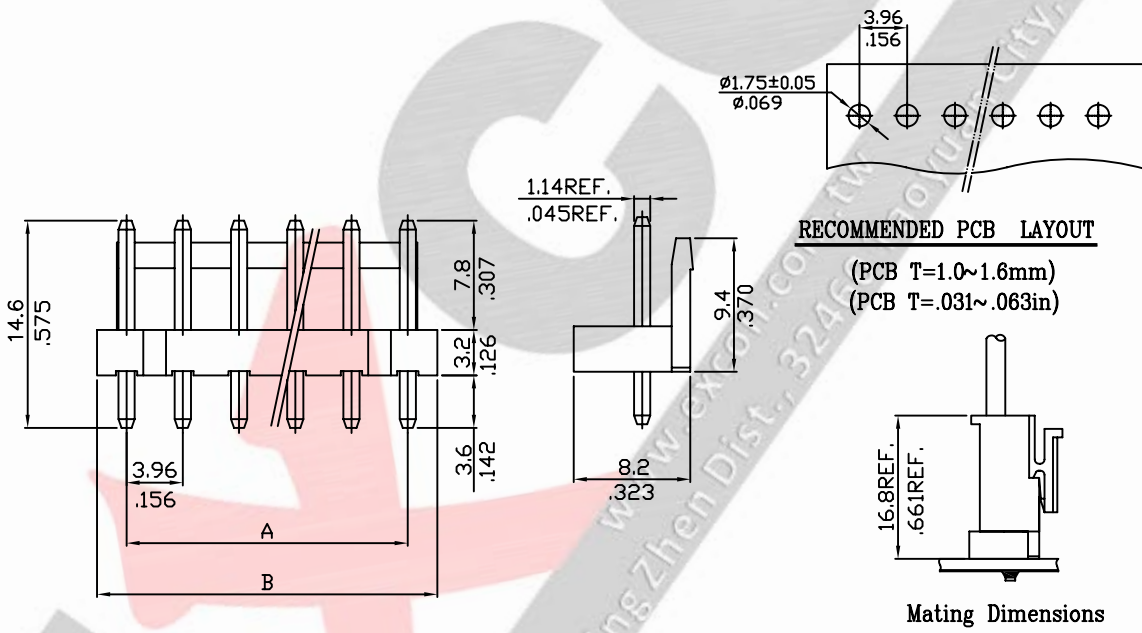 3.96
.156
ø1.75±0.05
ø.069
RECOMMENDED PCB LAYOUT
(PCB T=1.0~1.6mm)
(PCB T=.031~.063in)
1.14REF.
.045REF.
14.6
.575
7.8
.307
3.2
.126
3.6
.142
3.96
.156
A
B
9.4
.370
8.2
.323
16.8REF.
.661REF.
Mating Dimensions